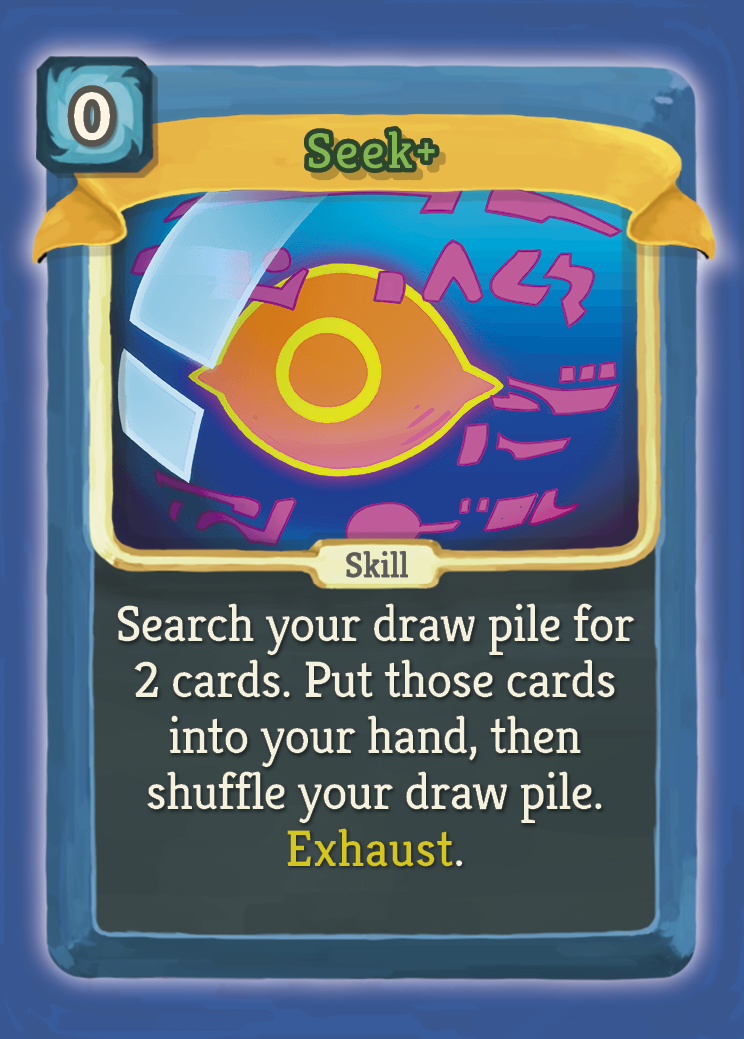 0
Seek+
Skill
Search your draw pile for
2 cards. Put those cards
into your hand, then
shuffle your draw pile.
Exhaust.